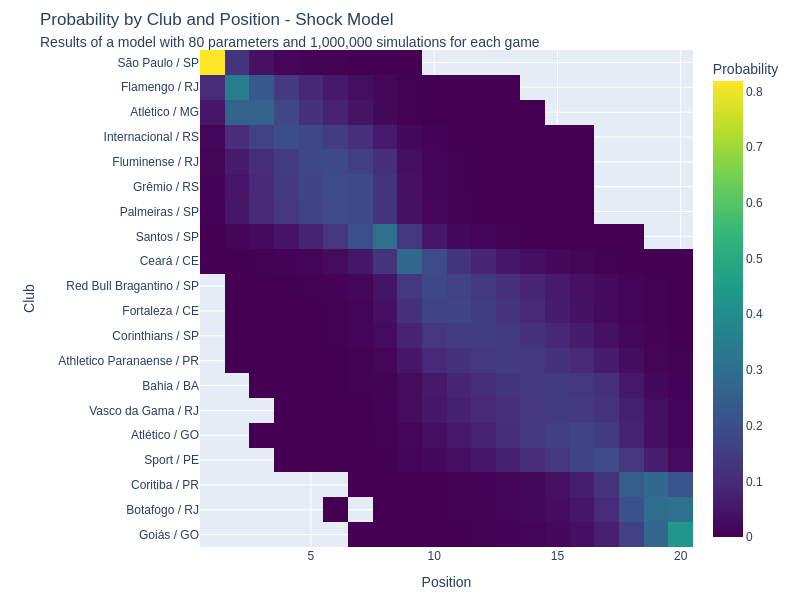 Probability by Club and Position - Shock Model
Results of a model with 80 parameters and 1,000,000 simulations for each game
Probability
Club
São Paulo / SP
Flamengo / RJ
Atlético / MG
Internacional / RS
Fluminense / RJ
Grêmio / RS
Palmeiras / SP
Santos / SP
Ceará / CE
Red Bull Bragantino / SP
Fortaleza / CE
Corinthians / SP
Athletico Paranaense / PR
Bahia / BA
Vasco da Gama / RJ
Atlético / GO
Sport / PE
Coritiba / PR
Botafogo / RJ
Goiás / GO
0.8
0.7
0.6
0.5
0.4
0.3
0.2
0.1
0
5 10 15 20
Position